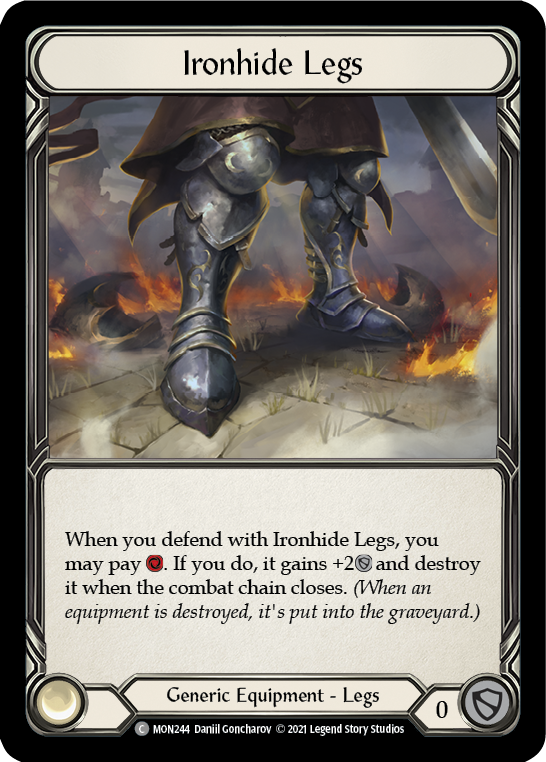 Ironhide Legs
When you defend with Ironhide Legs, you
may pay . If you do, it gains +2 and destroy
it when the combat chain closes. (When an
equipment is destroyed, it's put into the graveyard.)
Generic Equipment - Legs
0
C MON244 Daniil Goncharov © 2021 Legend Story Studios